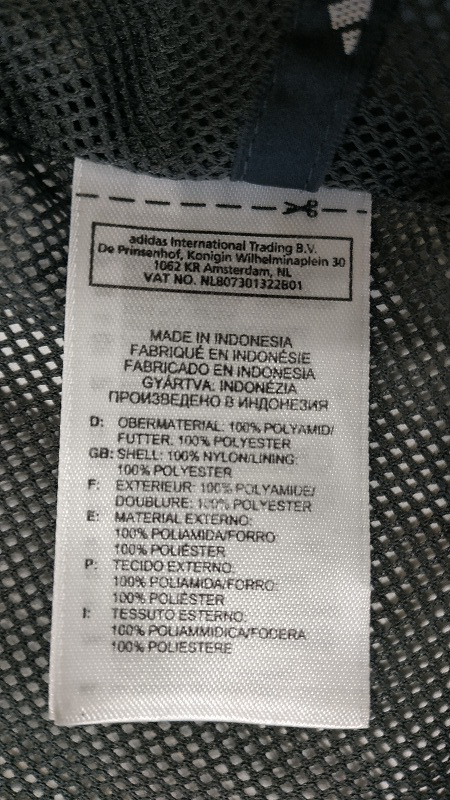 adidas International Trading B.V.
De Prinsenhof, Konigin Wilhelminaplein 30
1062 KR Amsterdam, NL
VAT NO. NL807301322B01
MADE IN INDONESIA
FABRIQUÉ EN INDONÉSIE
FABRICADO EN INDONESIA
GYÁRTVA: INDONÉZIA
ПРОИЗВЕДЕНО В ИНДОНЕЗИЯ
D: OBERMATERIAL: 100% POLYAMID/
FUTTER: 100% POLYESTER
GB: SHELL: 100% NYLON/LINING:
100% POLYESTER
F: EXTERIEUR: 100% POLYAMIDE/
DOUBLURE: 100% POLYESTER
E: MATERIAL EXTERNO:
100% POLIAMIDA/FORRO:
100% POLIÉSTER
P: TECIDO EXTERNO:
100% POLIAMIDA/FORRO:
100% POLIÉSTER
I: TESSUTO ESTERNO:
100% POLIAMMIDICA/FODERA
100% POLIESTERE